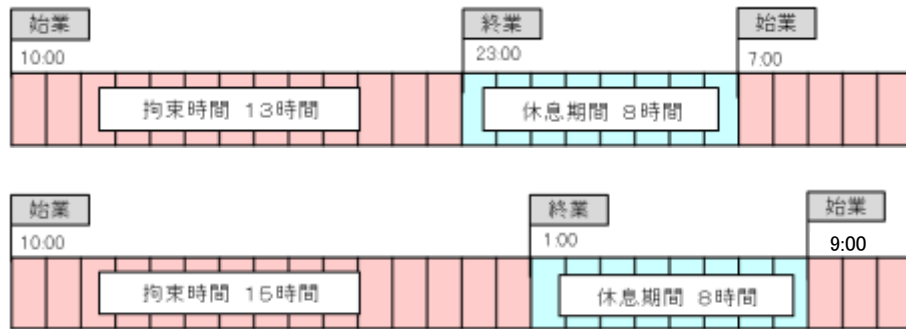 始業 終業 始業
10:00 23:00 7:00
拘束時間 13時間 休息期間 8時間
始業 終業 始業
10:00 1:00 9:00
拘束時間 15時間 休息期間 8時間